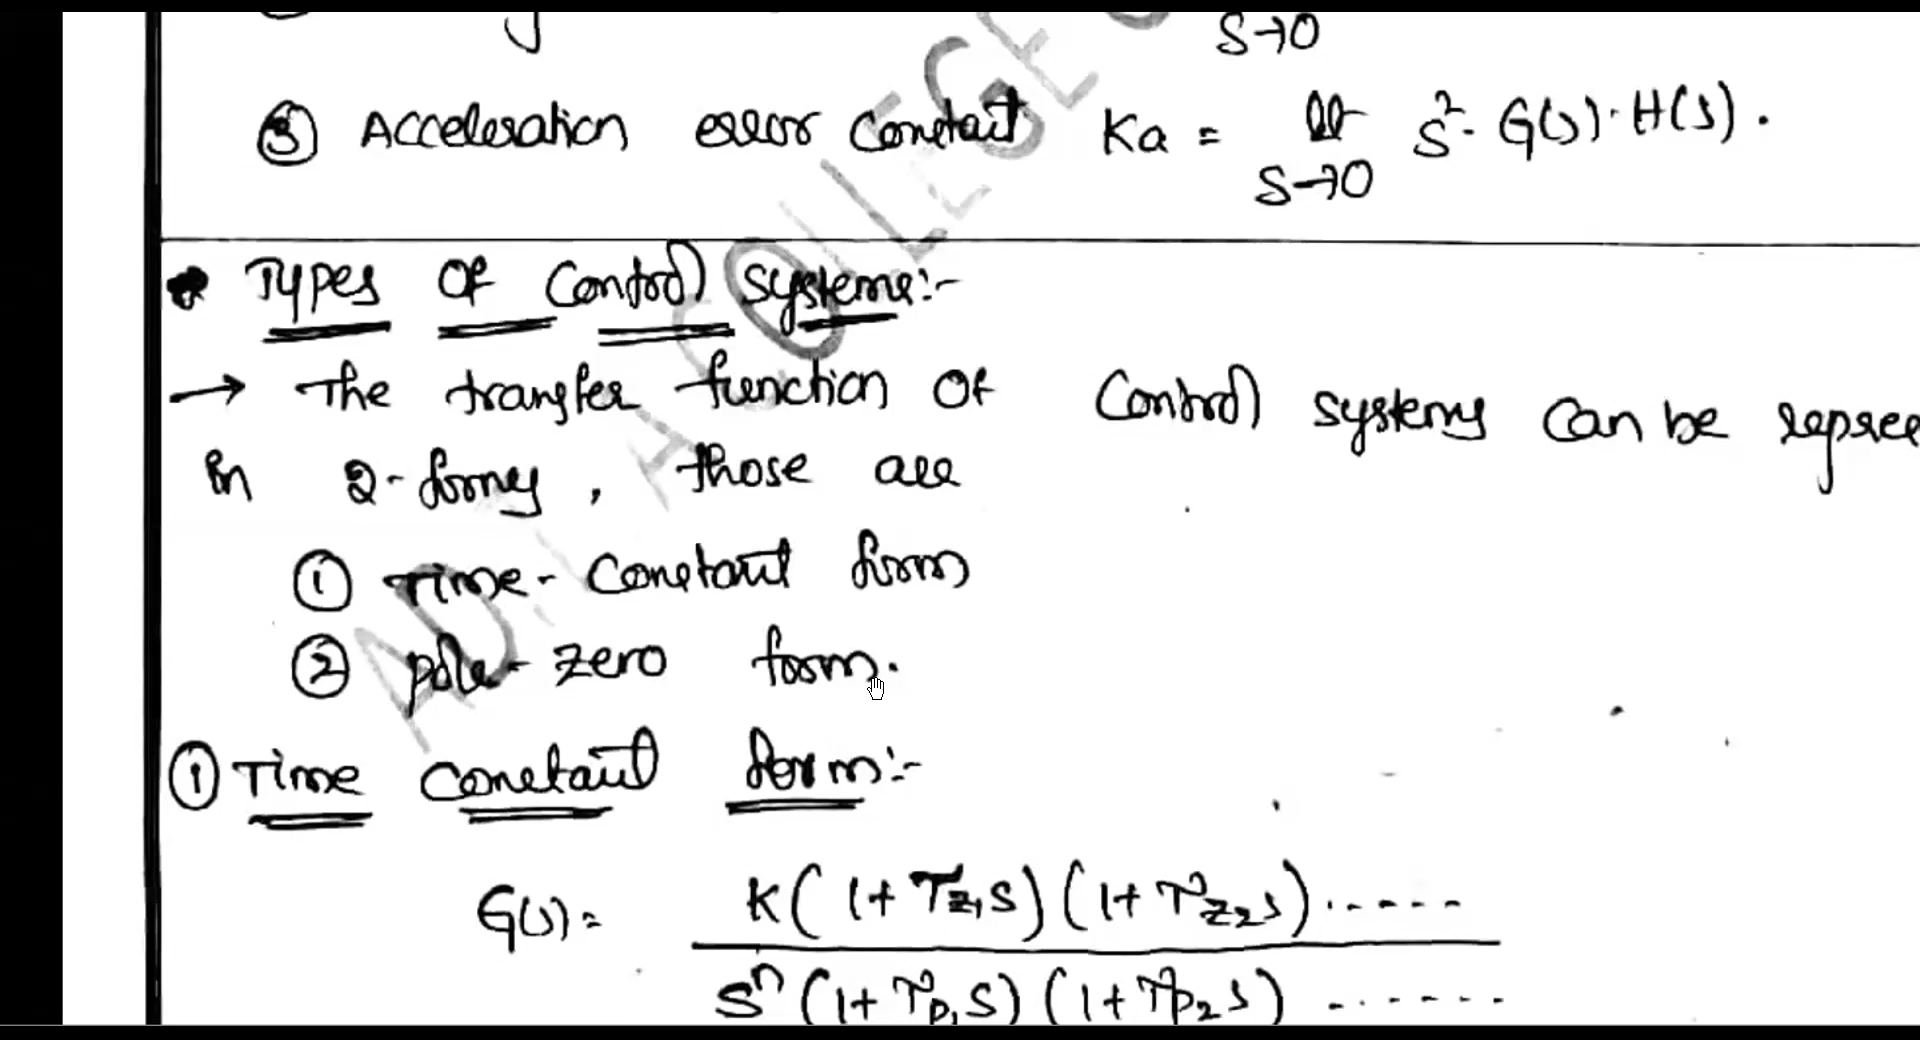 S→0
③ Acceleration error constant Ka = lt S². G(s).H(s).
S→0
Types Of Control systems:-
→ The transfer function Of Control systems can be repree
in 2-forms, those are
① Time-Constant form
② pole-zero form.
① Time constant form:-
G(s)= K(1+Tz1S)(1+Tz2s)......
Sⁿ(1+Tp1S)(1+Tp2s)......